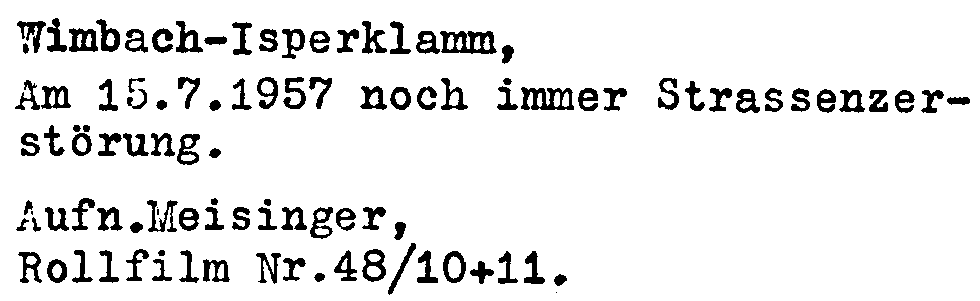 Wimbach-Isperklamm,
Am 15.7.1957 noch immer Strassenzer-
störung.
Aufn.Meisinger,
Rollfilm Nr.48/10+11.